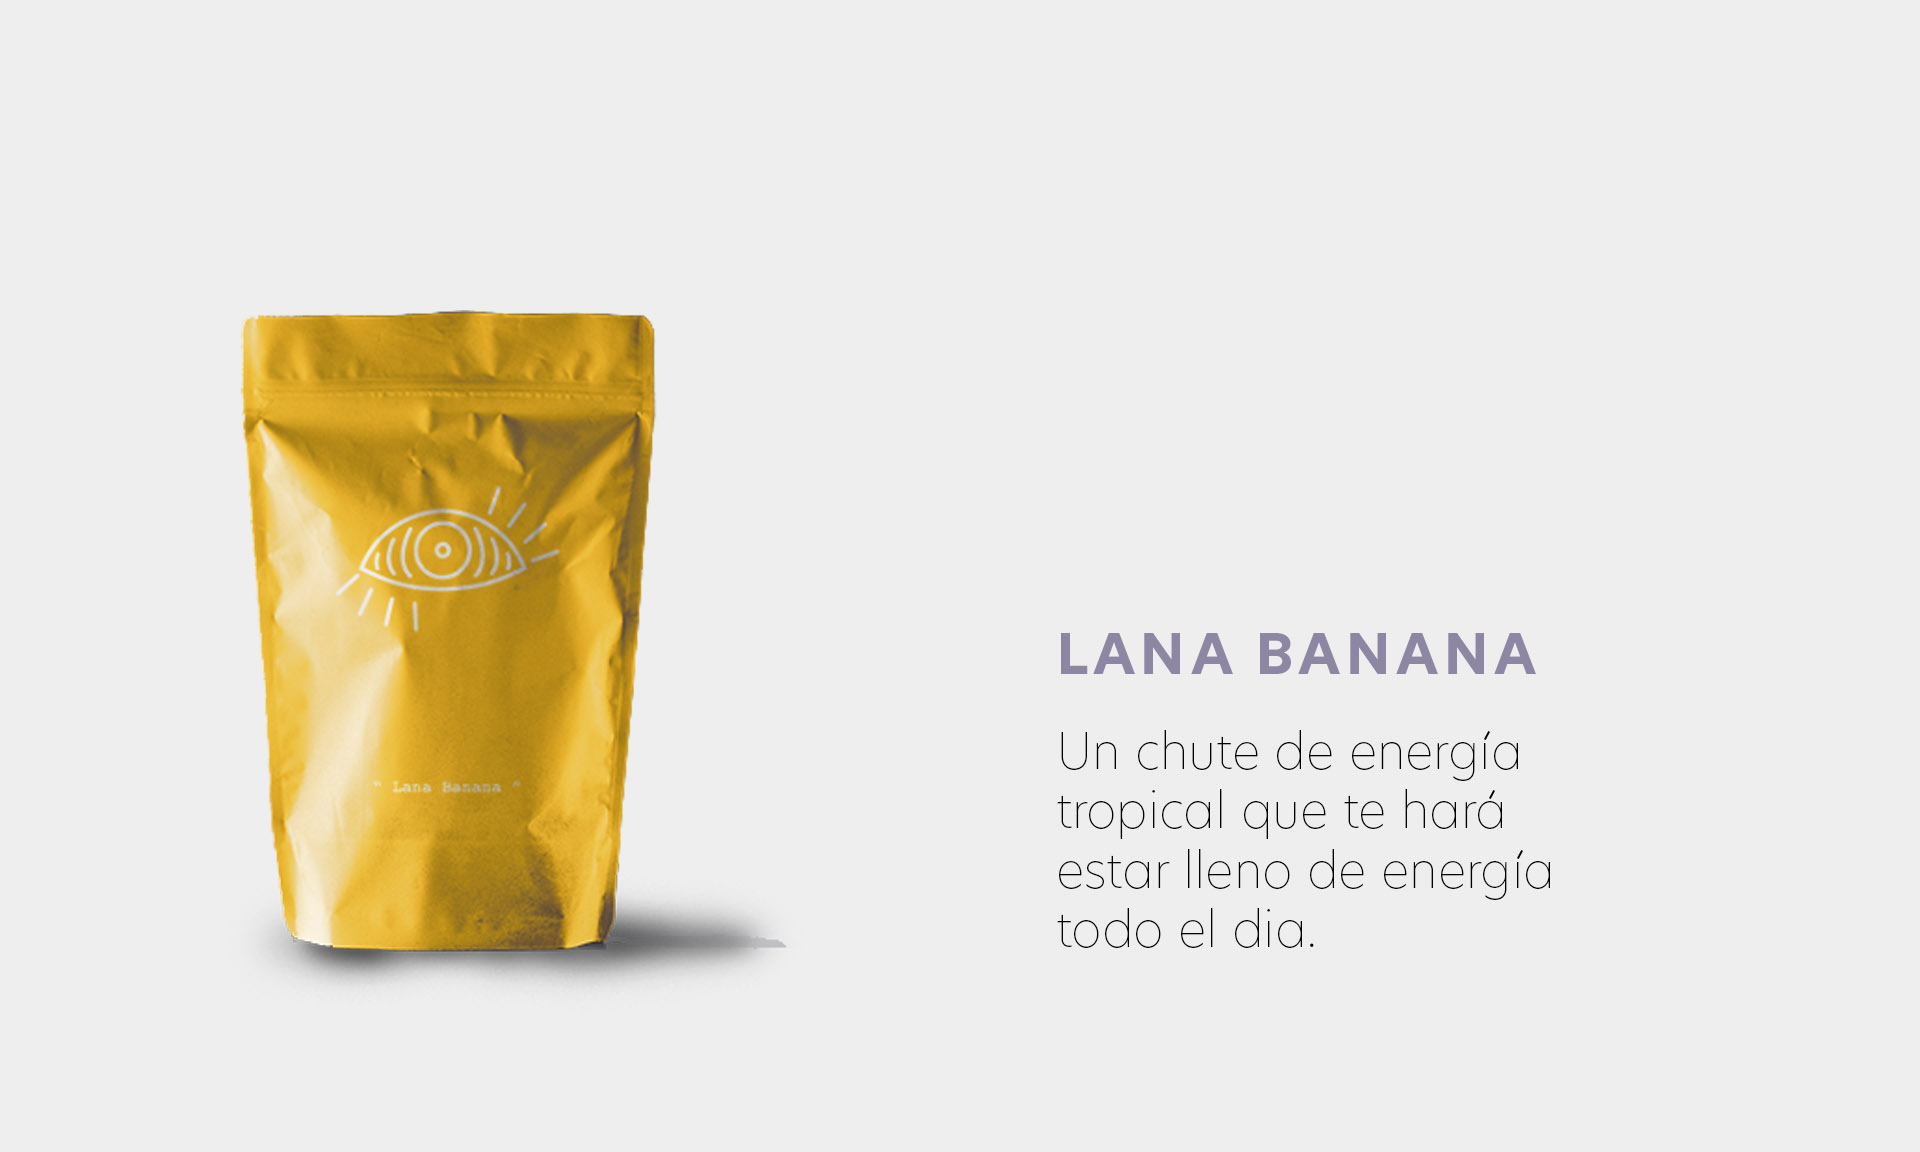 " Lana Banana "
LANA BANANA
Un chute de energía
tropical que te hará
estar lleno de energía
todo el dia.